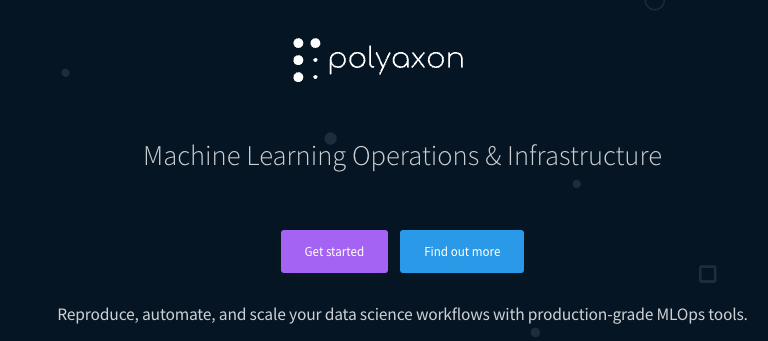 polyaxon
Machine Learning Operations & Infrastructure
Get started
Find out more
Reproduce, automate, and scale your data science workflows with production-grade MLOps tools.